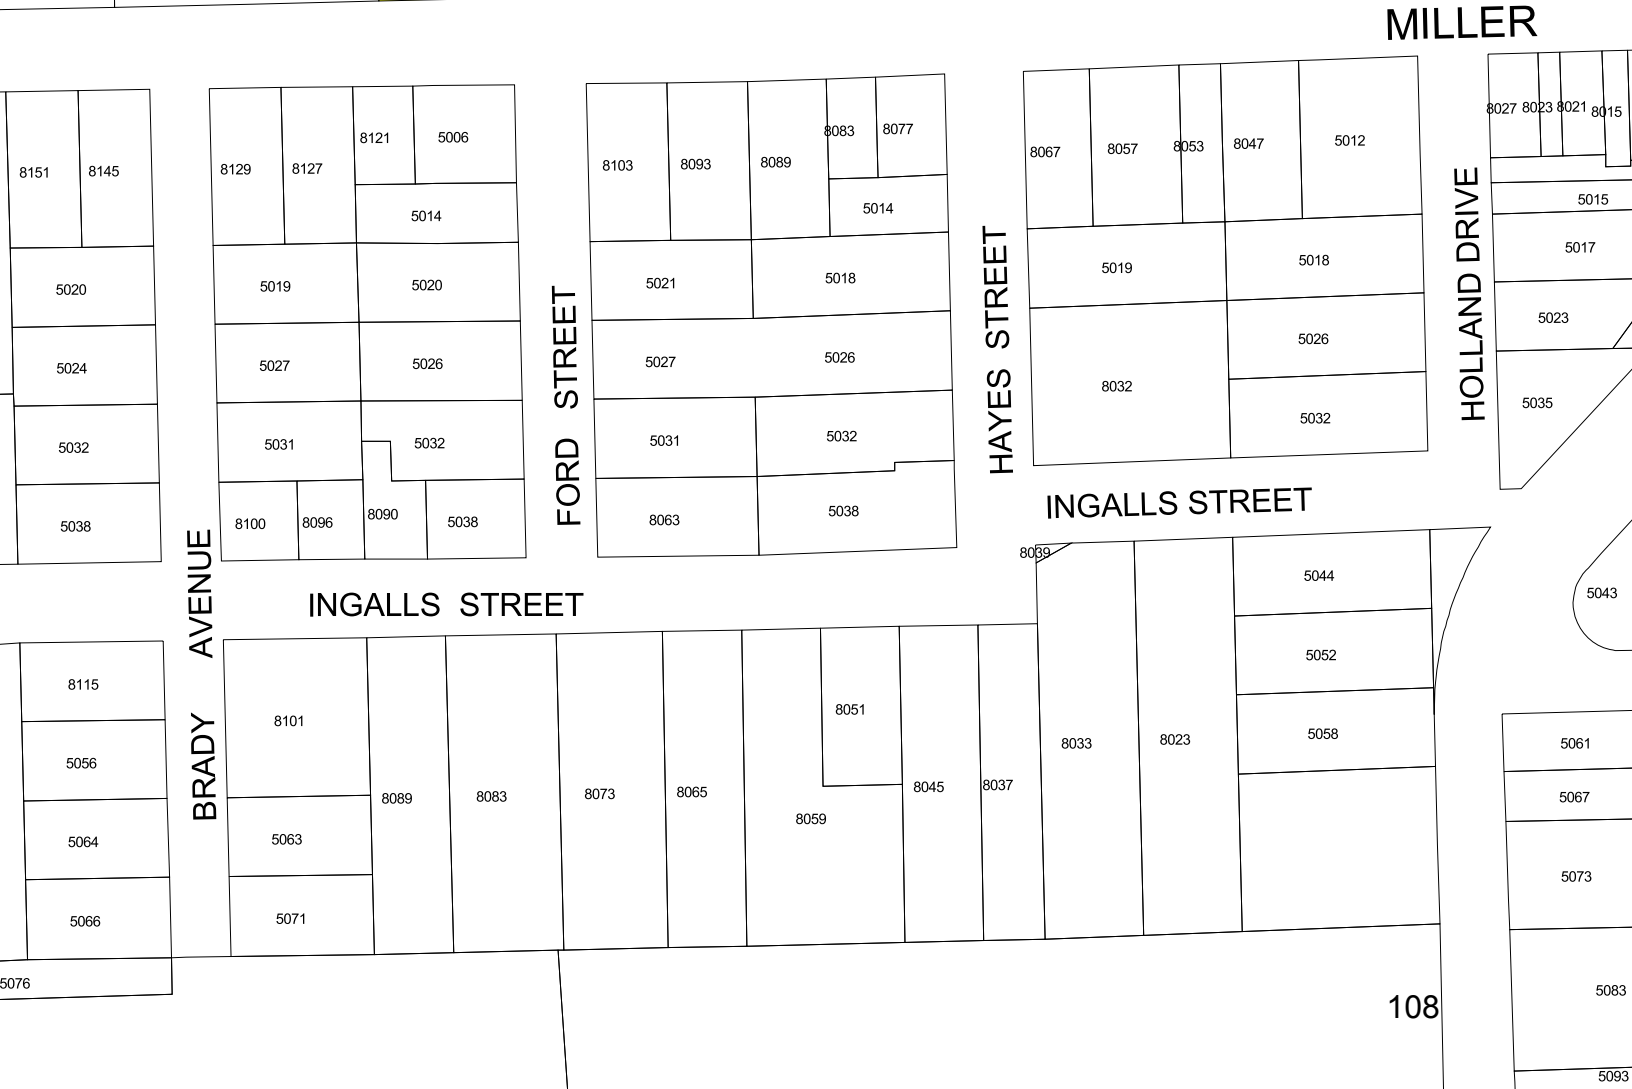 MILLER
8027 8023 8021 8015
8083 8077
8121 5006
8067 8057 8053 8047 5012
8151 8145 8129 8127 8103 8093 8089
5014 5014 5015
5020 5019 5020 5021 5018 5019 5018 5017
5024 5027 5026 5027 5026 5026 5023
8032
5032 5031 5032 5031 5032 5032 5035
5038 8100 8096 8090 5038 8063 5038
BRADY AVENUE
FORD STREET
HAYES STREET
HOLLAND DRIVE
INGALLS STREET
INGALLS STREET
8039 5044 5043
8115 5052
8101 8051
5056 8033 8023 5058 5061
8089 8083 8073 8065 8045 8037 5067
8059
5064 5063
5066 5071 5073
5076 5083
108
5093